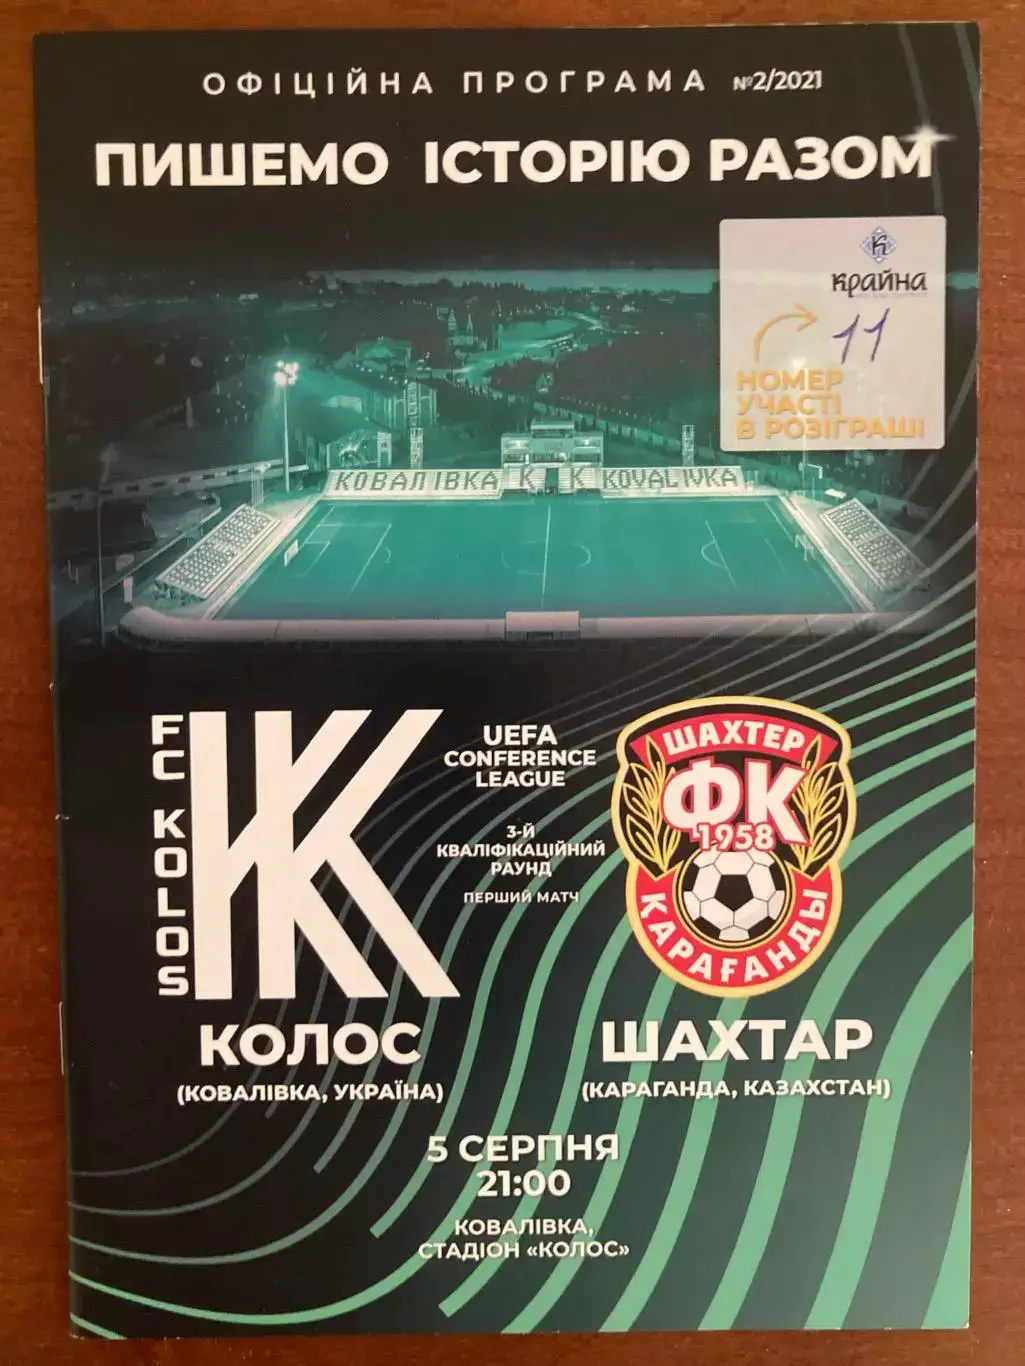 ОФІЦІЙНА ПРОГРАМА №2/2021
ПИШЕМО ІСТОРІЮ РАЗОМ
К
Крайна
11
НОМЕР
УЧАСТІ
В РОЗІГРАШІ
КОВАЛІВКА К К KOVALIVKA
FC KOLOS
UEFA
CONFERENCE
LEAGUE
3-Й
КВАЛІФІКАЦІЙНИЙ
РАУНД
ПЕРШИЙ МАТЧ
ШАХТЕР
ФК
1958
ҚАРАҒАНДЫ
КОЛОС
(КОВАЛІВКА, УКРАЇНА)
ШАХТАР
(КАРАГАНДА, КАЗАХСТАН)
5 СЕРПНЯ
21:00
КОВАЛІВКА,
СТАДІОН «КОЛОС»